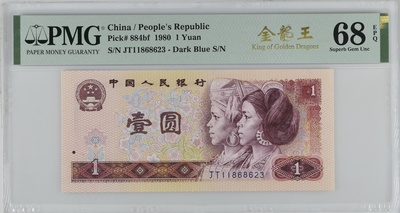 PMG
PAPER MONEY GUARANTY
China / People's Republic
Pick# 884bf 1980 1 Yuan
S/N JT11868623 - Dark Blue S/N
金龍王
King of Golden Dragons
68 EPQ
Superb Gem Unc
中国人民银行
1
壹圆
1
JT11868623
1